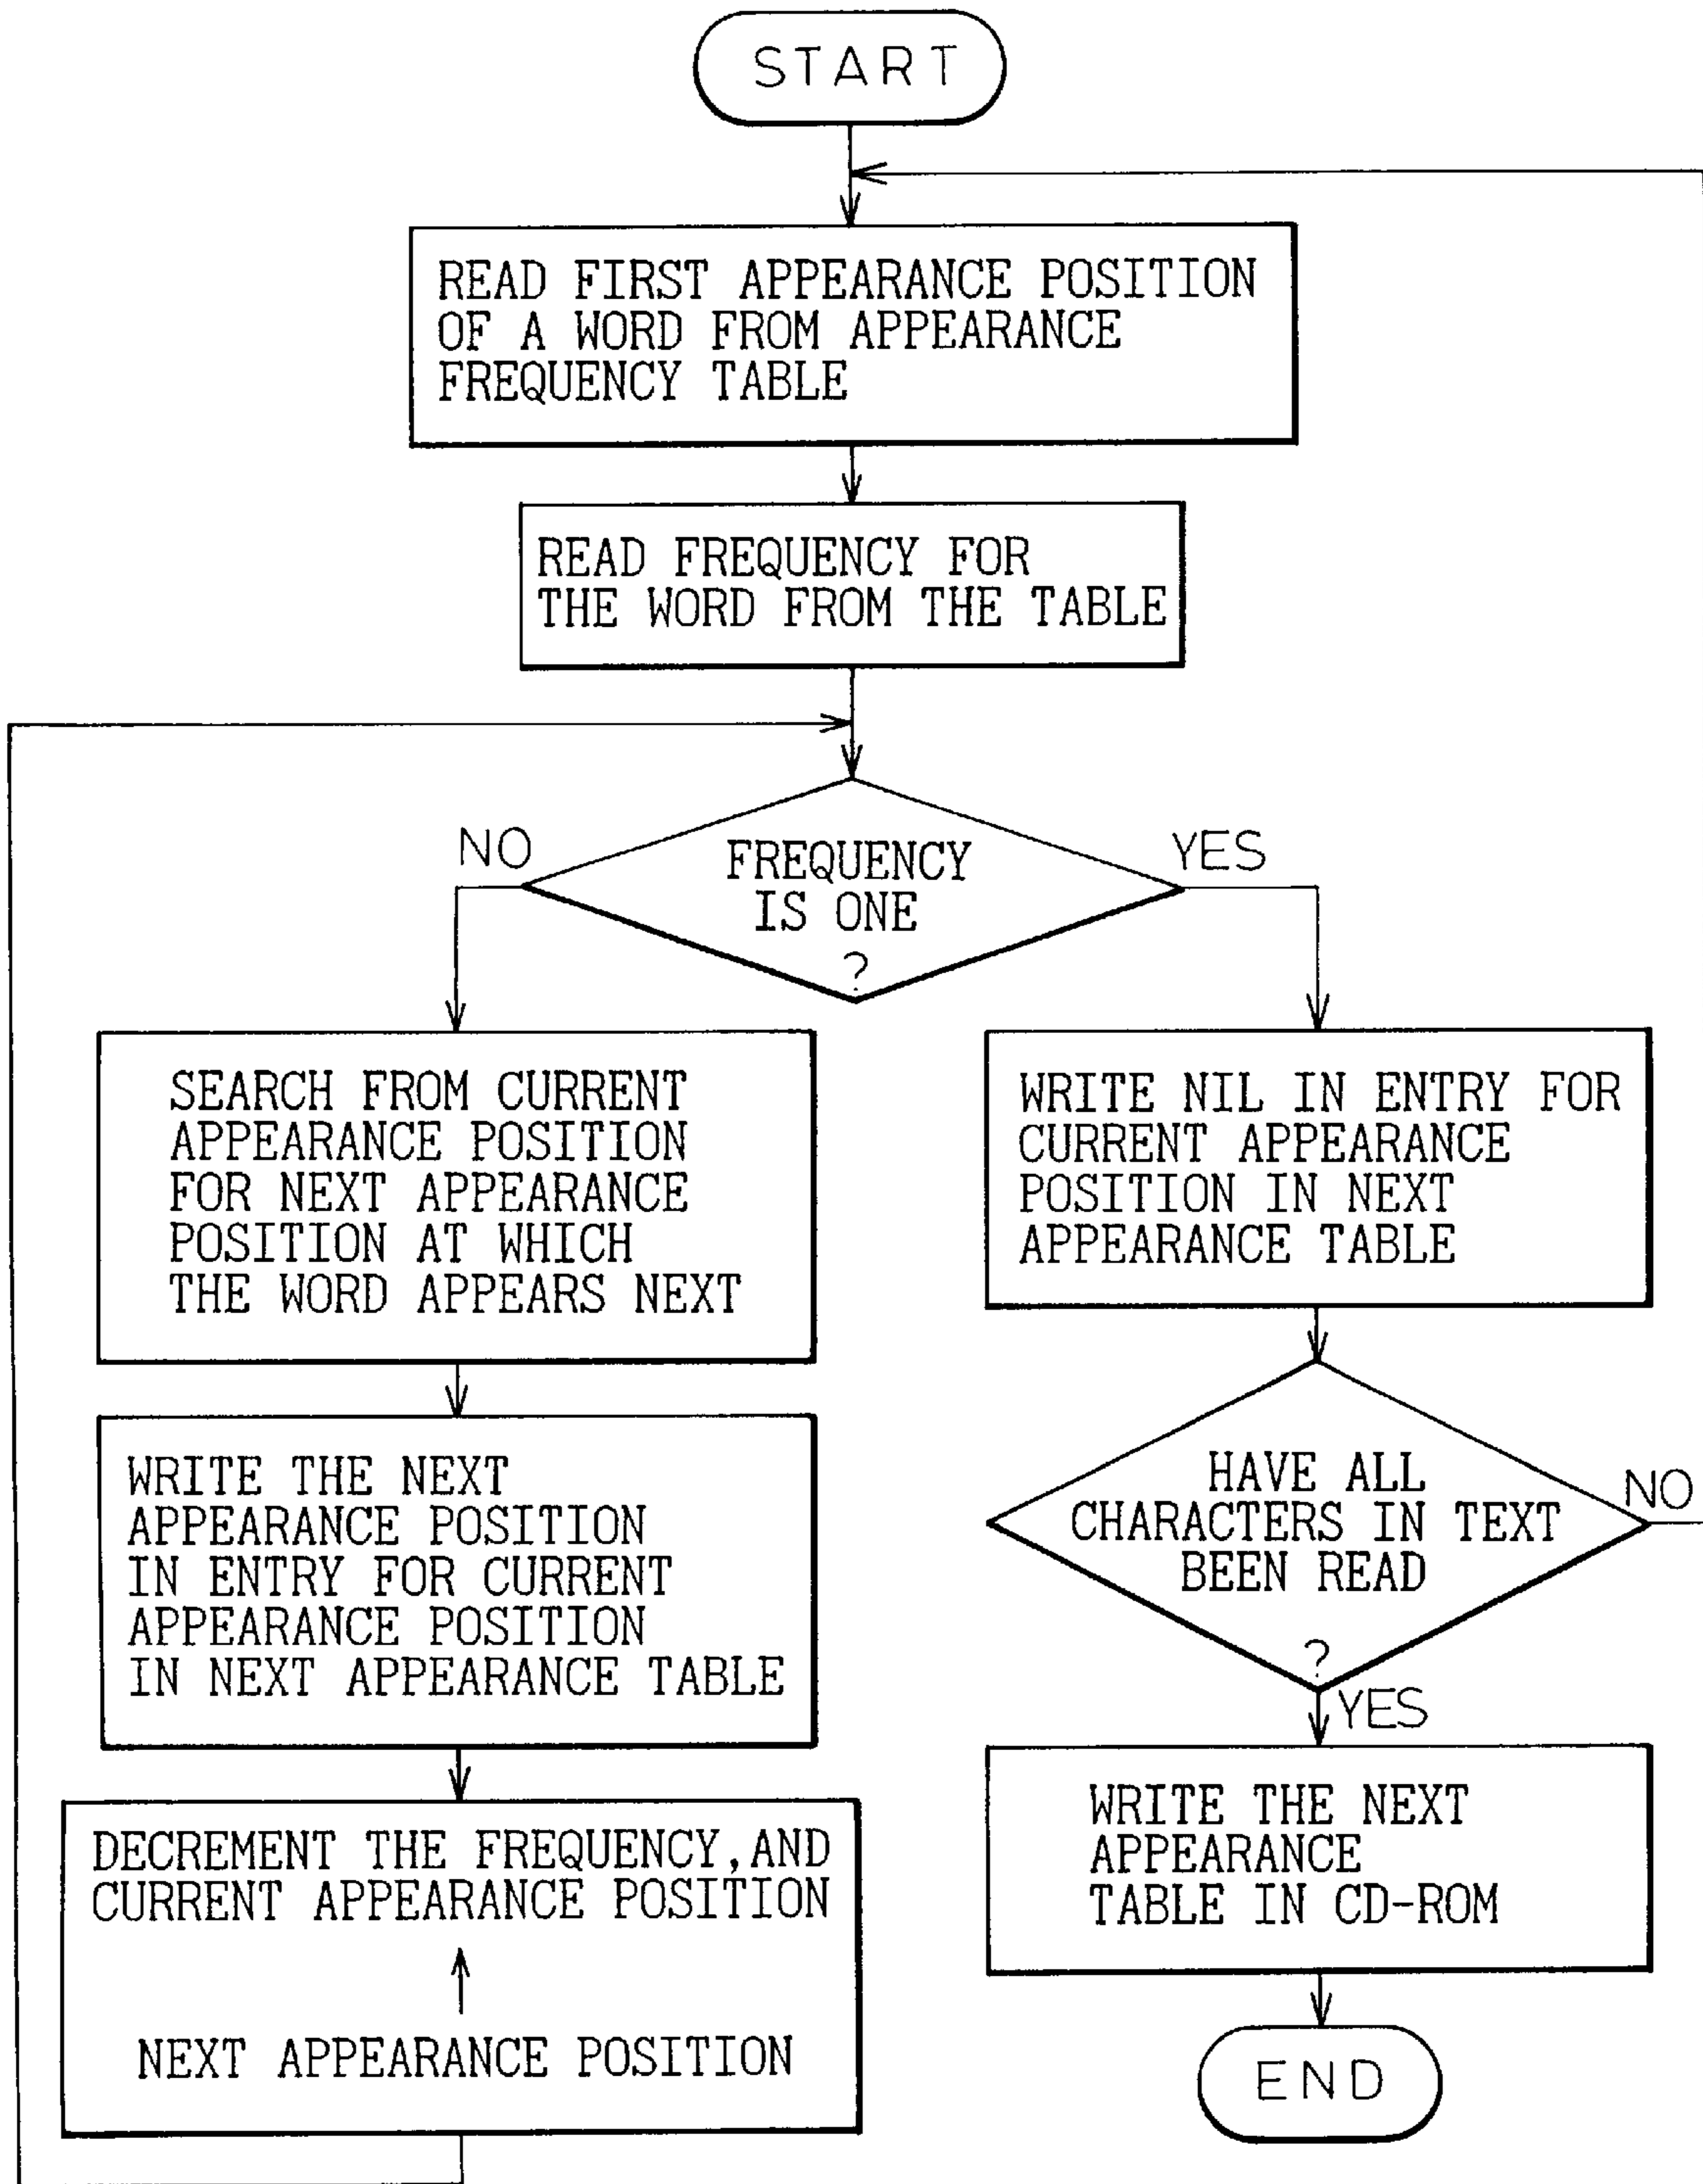 START
READ FIRST APPEARANCE POSITION
OF A WORD FROM APPEARANCE
FREQUENCY TABLE
READ FREQUENCY FOR
THE WORD FROM THE TABLE
FREQUENCY
IS ONE
?
NO
YES
SEARCH FROM CURRENT
APPEARANCE POSITION
FOR NEXT APPEARANCE
POSITION AT WHICH
THE WORD APPEARS NEXT
WRITE THE NEXT
APPEARANCE POSITION
IN ENTRY FOR CURRENT
APPEARANCE POSITION
IN NEXT APPEARANCE TABLE
DECREMENT THE FREQUENCY, AND
CURRENT APPEARANCE POSITION
↑
NEXT APPEARANCE POSITION
WRITE NIL IN ENTRY FOR
CURRENT APPEARANCE
POSITION IN NEXT
APPEARANCE TABLE
HAVE ALL
CHARACTERS IN TEXT
BEEN READ
?
NO
YES
WRITE THE NEXT
APPEARANCE
TABLE IN CD-ROM
END